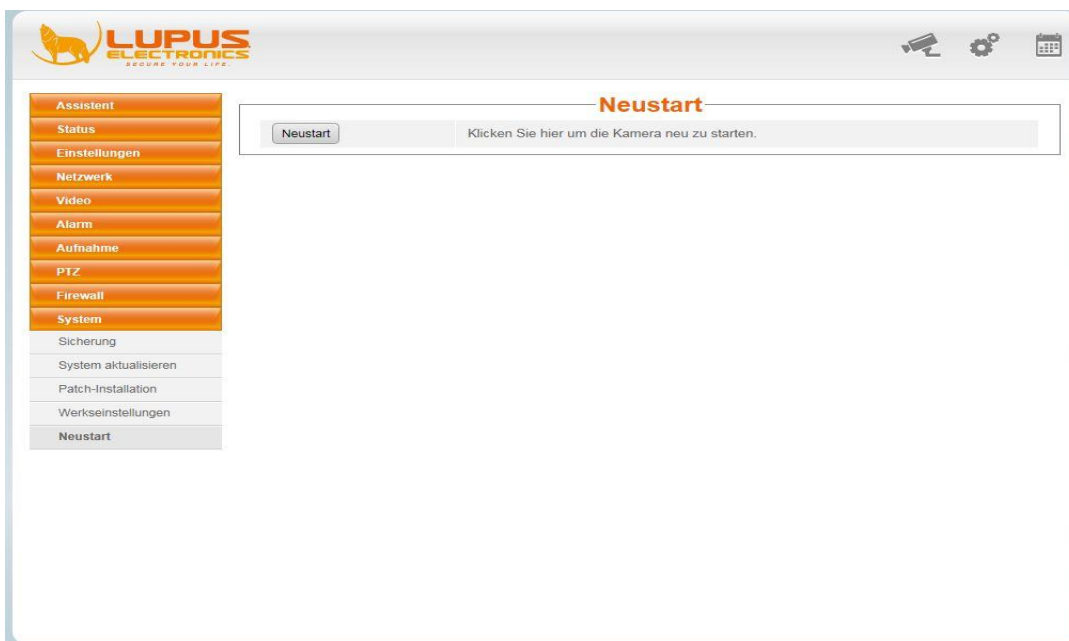 LUPUS
ELECTRONICS
SECURE YOUR LIFE.
Assistent
Status
Einstellungen
Netzwerk
Video
Alarm
Aufnahme
PTZ
Firewall
System
Sicherung
System aktualisieren
Patch-Installation
Werkseinstellungen
Neustart
Neustart
Neustart
Klicken Sie hier um die Kamera neu zu starten.